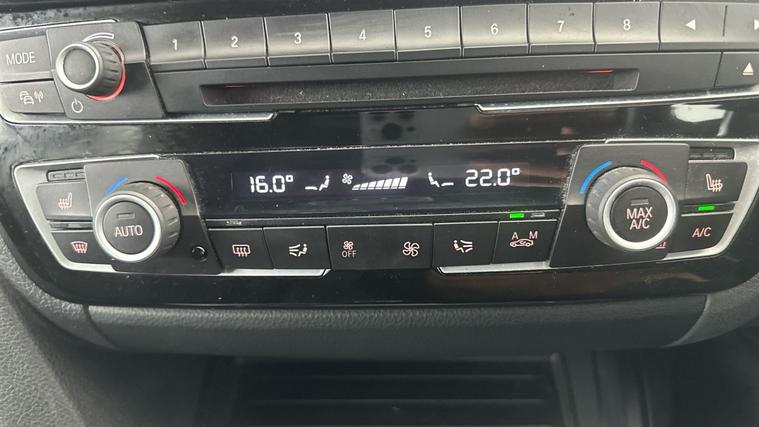 MODE 1 2 3 4 5 6 7 8
16.0° 22.0°
AUTO MAX A/C
OFF A M A/C